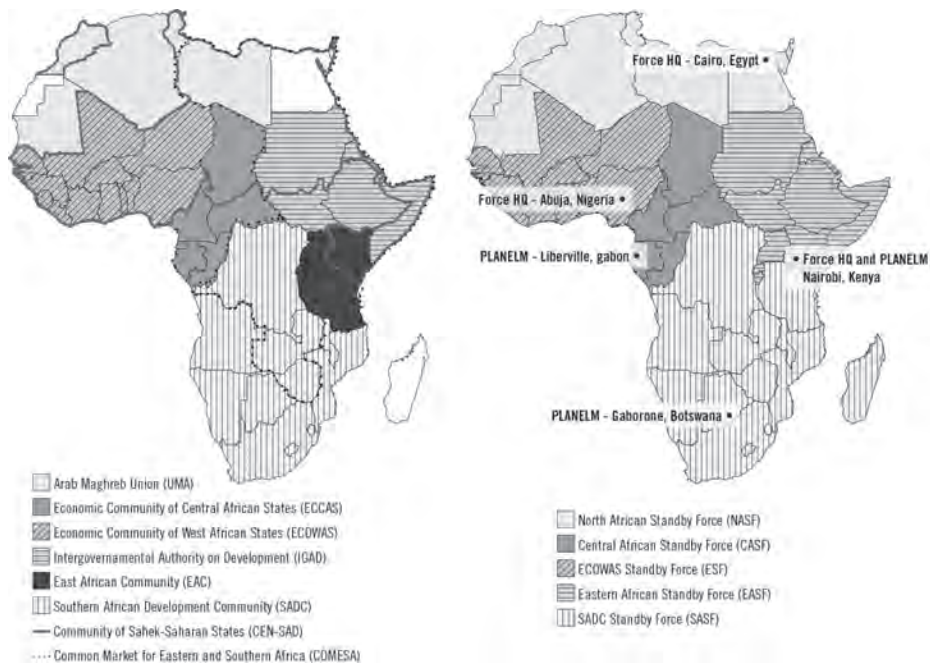 Force HQ - Cairo, Egypt
Force HQ - Abuja, Nigeria
PLANELM - Liberville, gabon
Force HQ and PLANELM
Nairobi, Kenya
PLANELM - Gaborone, Botswana
Arab Maghreb Union (UMA)
Economic Community of Central African States (ECCAS)
Economic Community of West African States (ECOWAS)
Intergovernamental Authority on Development (IGAD)
East African Community (EAC)
Southern African Development Community (SADC)
Community of Sahek-Saharan States (CEN-SAD)
Common Market for Eastern and Southern Africa (COMESA)
North African Standby Force (NASF)
Central African Standby Force (CASF)
ECOWAS Standby Force (ESF)
Eastern African Standby Force (EASF)
SADC Standby Force (SASF)